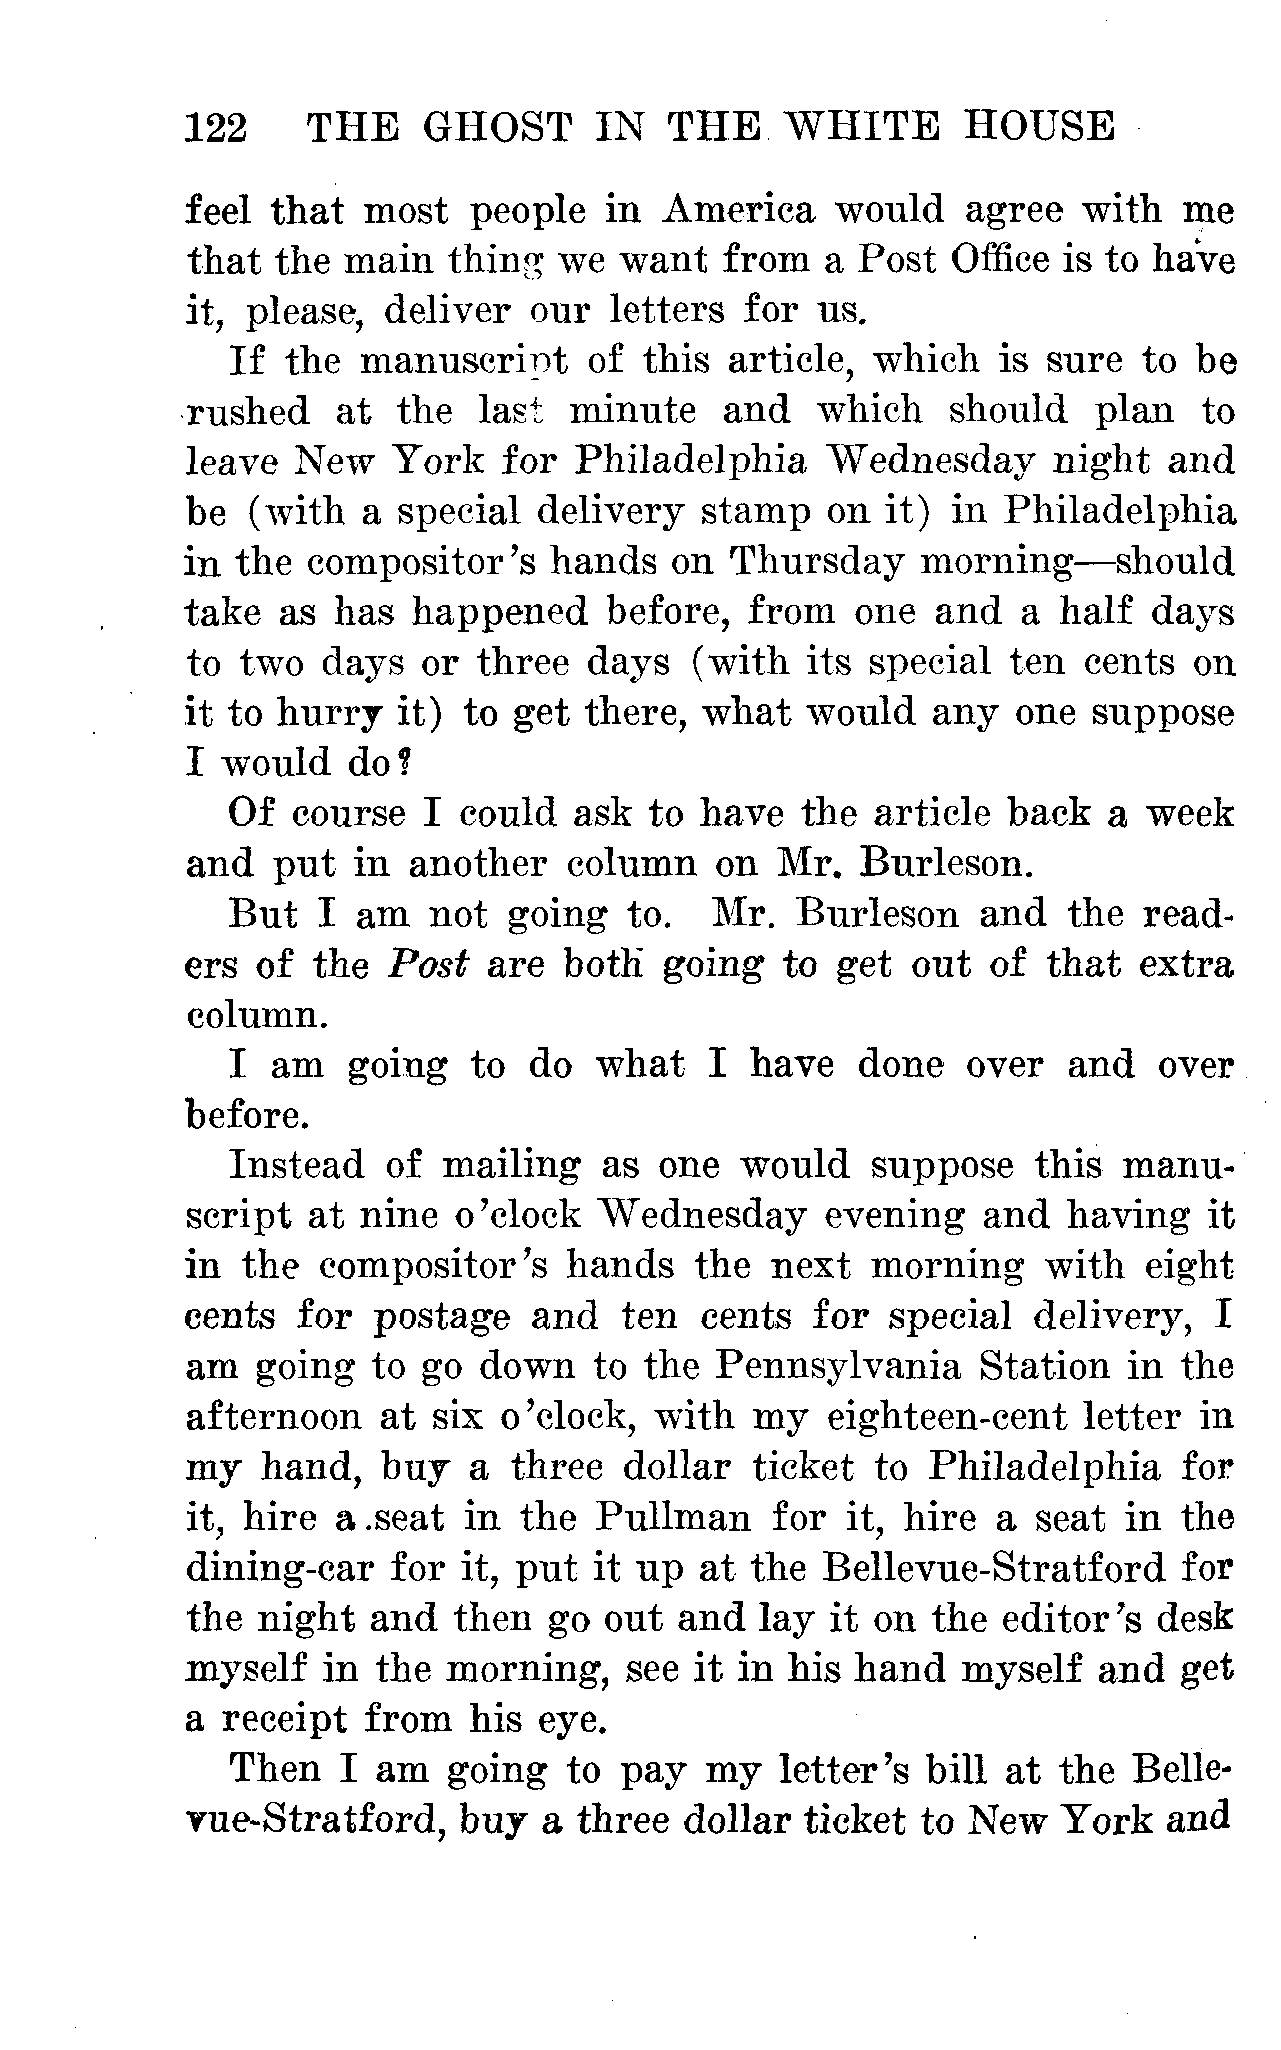 122 THE GHOST IN THE WHITE HOUSE
feel that most people in America would agree with me
that the main thing we want from a Post Office is to have
it, please, deliver our letters for us.
If the manuscript of this article, which is sure to be
rushed at the last minute and which should plan to
leave New York for Philadelphia Wednesday night and
be (with a special delivery stamp on it) in Philadelphia
in the compositor's hands on Thursday morning—should
take as has happened before, from one and a half days
to two days or three days (with its special ten cents on
it to hurry it) to get there, what would any one suppose
I would do?
Of course I could ask to have the article back a week
and put in another column on Mr. Burleson.
But I am not going to. Mr. Burleson and the read-
ers of the Post are both going to get out of that extra
column.
I am going to do what I have done over and over
before.
Instead of mailing as one would suppose this manu-
script at nine o'clock Wednesday evening and having it
in the compositor's hands the next morning with eight
cents for postage and ten cents for special delivery, I
am going to go down to the Pennsylvania Station in the
afternoon at six o'clock, with my eighteen-cent letter in
my hand, buy a three dollar ticket to Philadelphia for
it, hire a seat in the Pullman for it, hire a seat in the
dining-car for it, put it up at the Bellevue-Stratford for
the night and then go out and lay it on the editor's desk
myself in the morning, see it in his hand myself and get
a receipt from his eye.
Then I am going to pay my letter's bill at the Belle-
vue-Stratford, buy a three dollar ticket to New York and